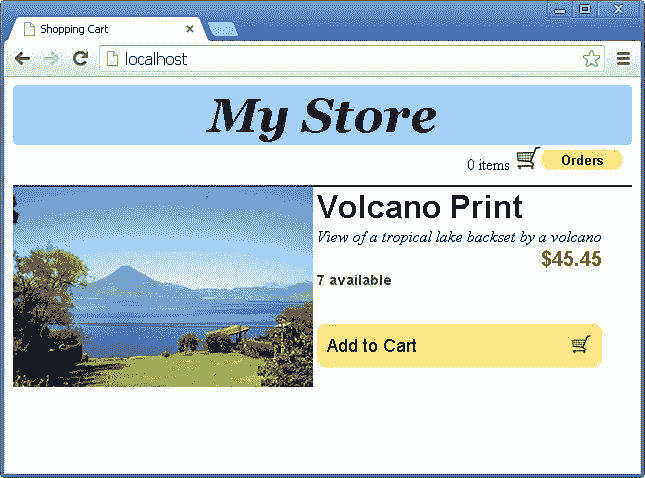 Shopping Cart
localhost
My Store
0 items Orders
Volcano Print
View of a tropical lake backset by a volcano
$45.45
7 available
Add to Cart